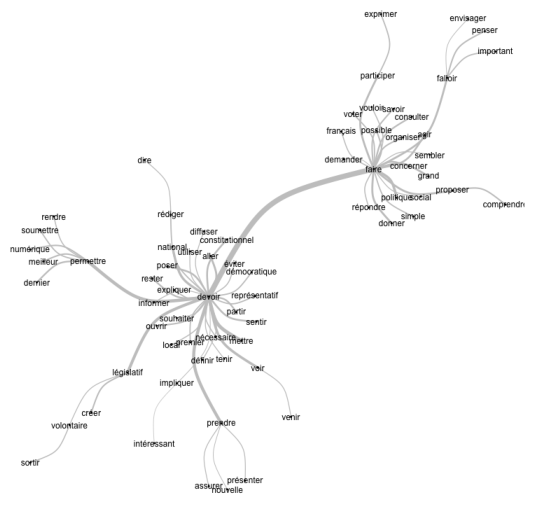 exprimer
envisager
penser
important
participer
falloir
vouloir
savoir
voter
consulter
français
possible
organiser
agir
demander
sembler
dire
faire
concerner
grand
politique
social
proposer
comprendre
répondre
simple
donner
rendre
rédiger
soumettre
diffuser
constitutionnel
numérique
national
utiliser
aller
meilleur
permettre
poser
éviter
démocratique
dernier
rester
expliquer
devoir
représentatif
informer
partir
souhaiter
sentir
ouvrir
nécessaire
local
premier
mettre
définir
tenir
voir
législatif
impliquer
créer
venir
volontaire
prendre
intéressant
sortir
présenter
assurer
nouvelle